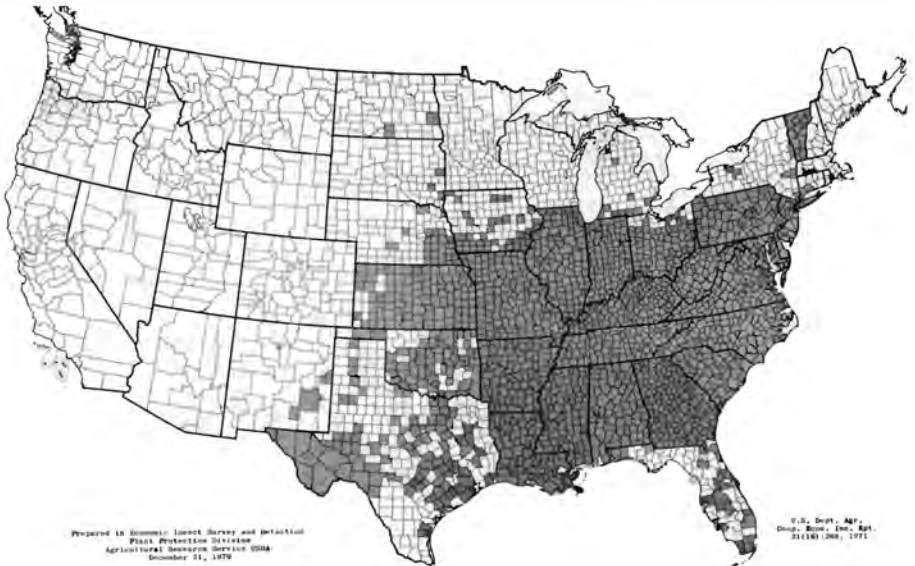 Prepared in Economic Insect Survey and Detection
Plant Protection Division
Agricultural Research Service USDA
December 31, 1970
U.S. Dept. Agr.
Coop. Econ. Ins. Rpt.
21(16):268, 1971